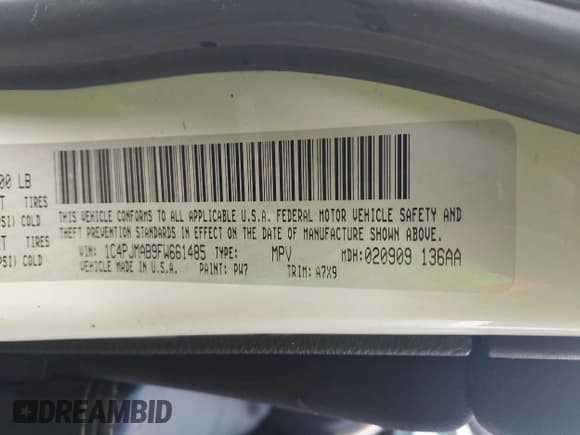 00 LB
TIRES
PSI) COLD
TIRES
PSI) COLD
THIS VEHICLE CONFORMS TO ALL APPLICABLE U.S.A. FEDERAL MOTOR VEHICLE SAFETY AND
THEFT PREVENTION STANDARDS IN EFFECT ON THE DATE OF MANUFACTURE SHOWN ABOVE.
VIN: 1C4PJMAB9FW661485 TYPE: MPV MDH:020909 136AA
VEHICLE MADE IN U.S.A. PAINT: PW7 TRIM: A7X9
DREAMBID